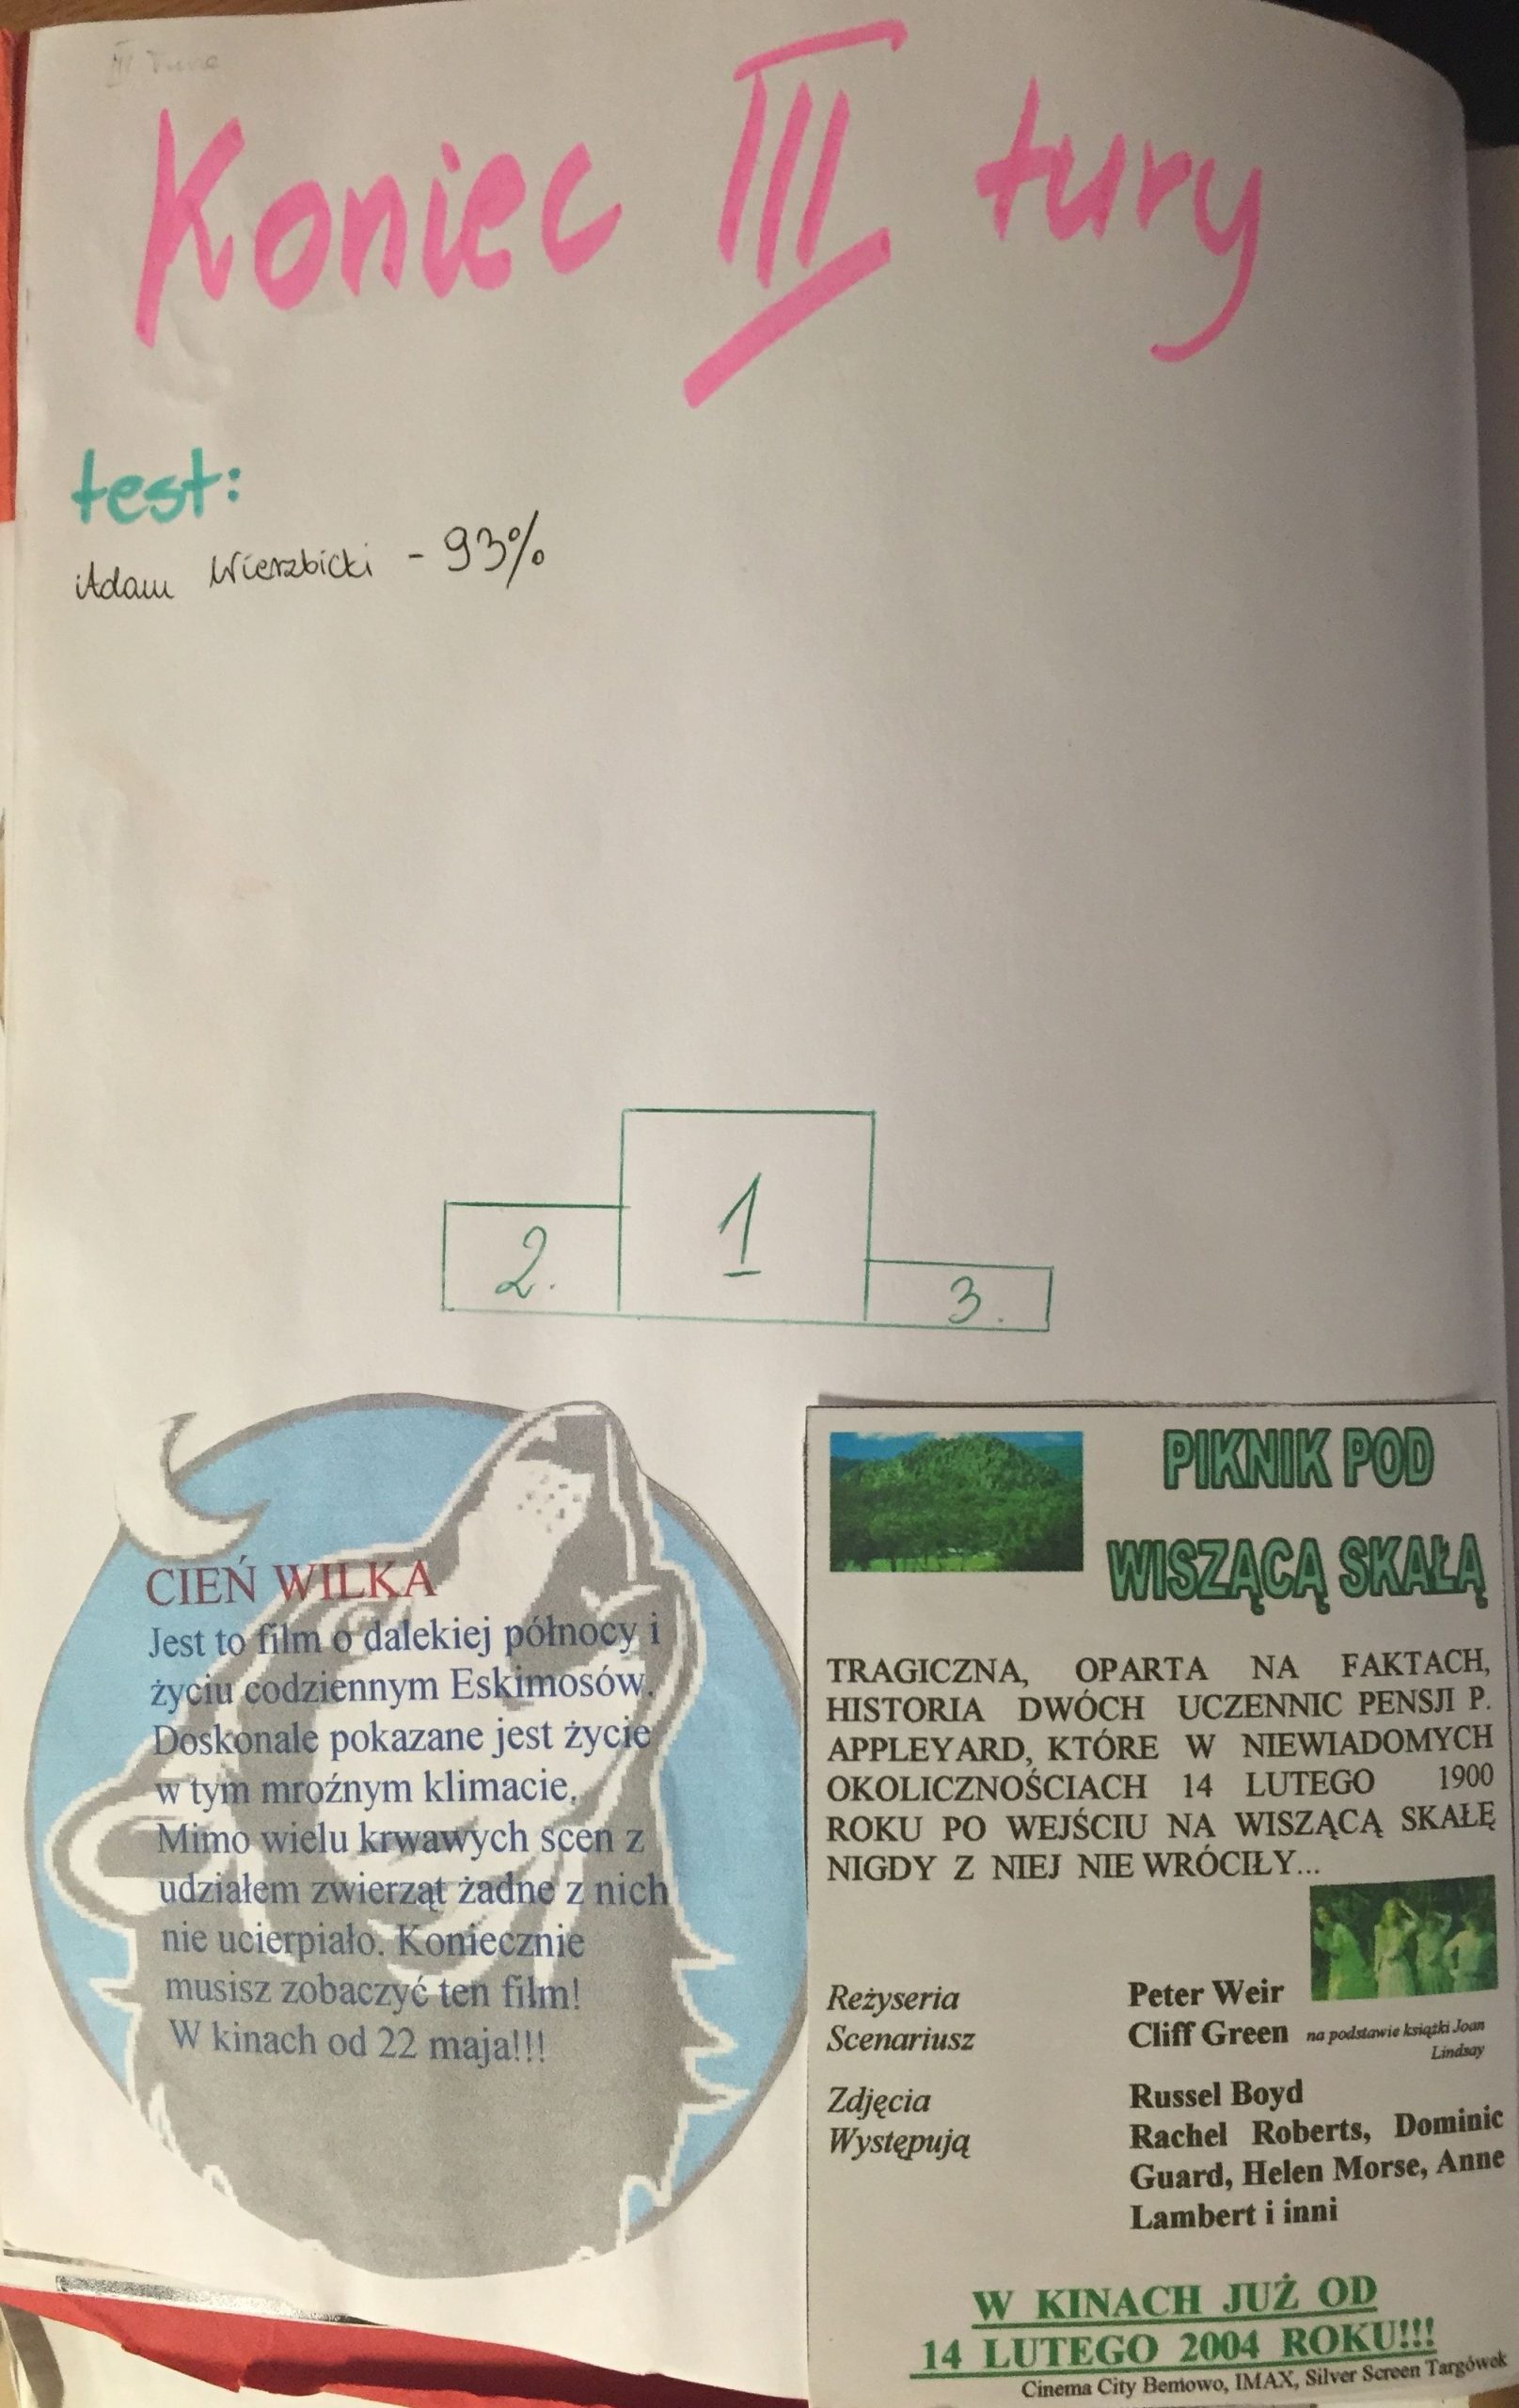 III tura
Koniec III tury
test:
Adam Wierzbicki - 93%
1
2.
3.
CIEŃ WILKA
Jest to film o dalekiej północy i
życiu codziennym Eskimosów.
Doskonale pokazane jest życie
w tym mroźnym klimacie.
Mimo wielu krwawych scen z
udziałem zwierząt żadne z nich
nie ucierpiało. Koniecznie
musisz zobaczyć ten film!
W kinach od 22 maja!!!
PIKNIK POD
WISZĄCĄ SKAŁĄ
TRAGICZNA, OPARTA NA FAKTACH,
HISTORIA DWÓCH UCZENNIC PENSJI P.
APPLEYARD, KTÓRE W NIEWIADOMYCH
OKOLICZNOŚCIACH 14 LUTEGO 1900
ROKU PO WEJŚCIU NA WISZĄCĄ SKAŁĘ
NIGDY Z NIEJ NIE WRÓCIŁY...
Reżyseria Peter Weir
Scenariusz Cliff Green na podstawie książki Joan
Lindsay
Zdjęcia Russel Boyd
Występują Rachel Roberts, Dominic
Guard, Helen Morse, Anne
Lambert i inni
W KINACH JUŻ OD
14 LUTEGO 2004 ROKU!!!
Cinema City Bemowo, IMAX, Silver Screen Targówek